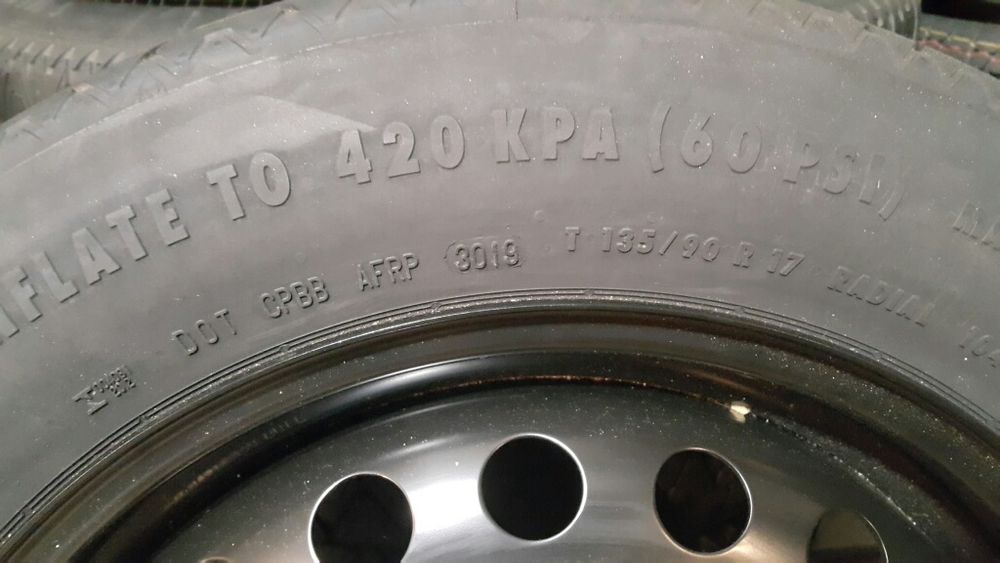 INFLATE TO 420 KPA (60 PSI)
DOT CPBB AFRP 3019 T 135/90 R 17 RADIAL